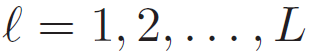 ℓ = 1, 2, . . . , L